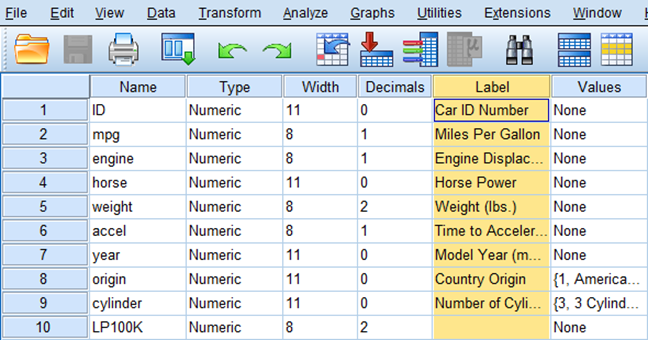 File Edit View Data Transform Analyze Graphs Utilities Extensions Window H
Name Type Width Decimals Label Values
1 ID Numeric 11 0 Car ID Number None
2 mpg Numeric 8 1 Miles Per Gallon None
3 engine Numeric 8 1 Engine Displac... None
4 horse Numeric 11 0 Horse Power None
5 weight Numeric 8 2 Weight (lbs.) None
6 accel Numeric 8 1 Time to Acceler... None
7 year Numeric 11 0 Model Year (m... None
8 origin Numeric 11 0 Country Origin {1, America...
9 cylinder Numeric 11 0 Number of Cyli... {3, 3 Cylind...
10 LP100K Numeric 8 2 None